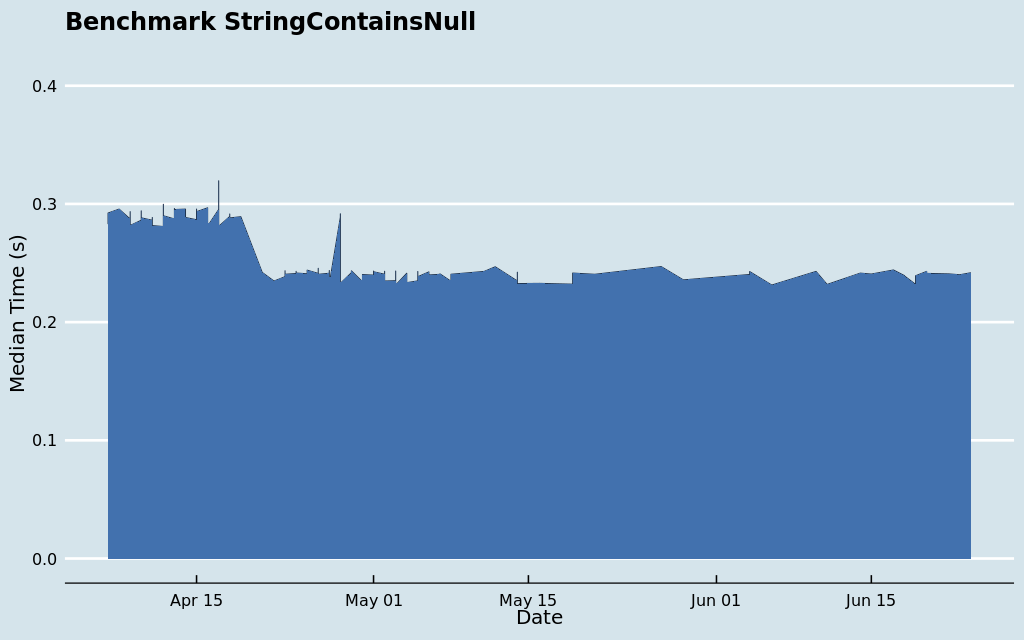 Benchmark StringContainsNull
0.4
0.3
0.2
0.1
0.0
Median Time (s)
Apr 15
May 01
May 15
Jun 01
Jun 15
Date